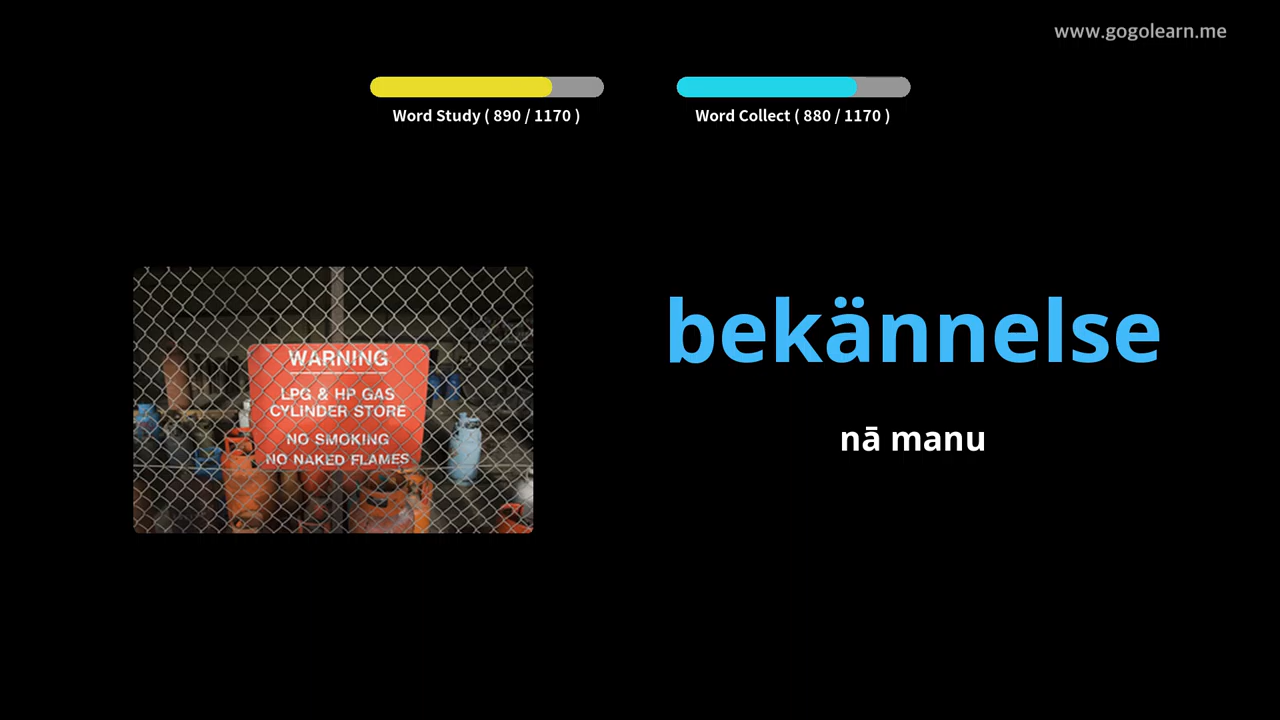 www.gogolearn.me
Word Study ( 890 / 1170 )
Word Collect ( 880 / 1170 )
WARNING
LPG & HP GAS
CYLINDER STORE
NO SMOKING
NO NAKED FLAMES
bekännelse
nā manu